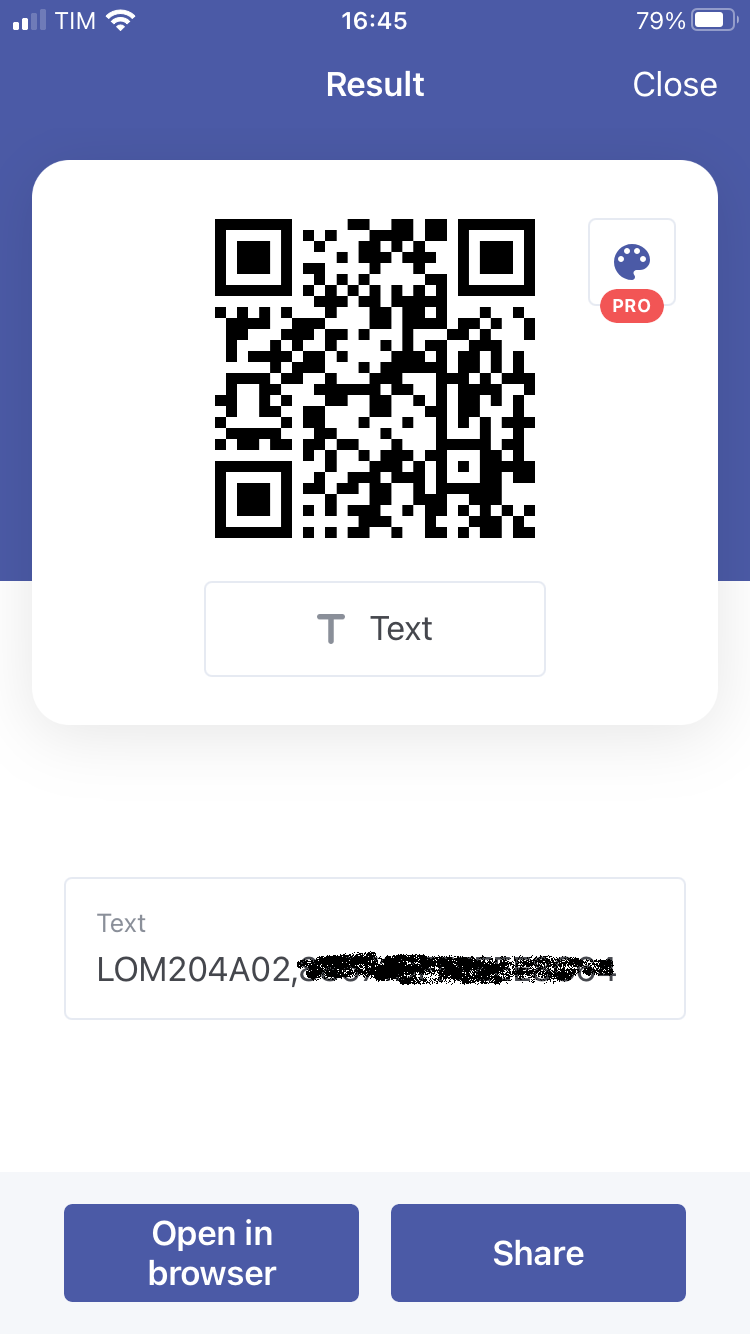 TIM
16:45
79%
Result
Close
PRO
Text
Text
LOM204A02,
Open in
browser
Share